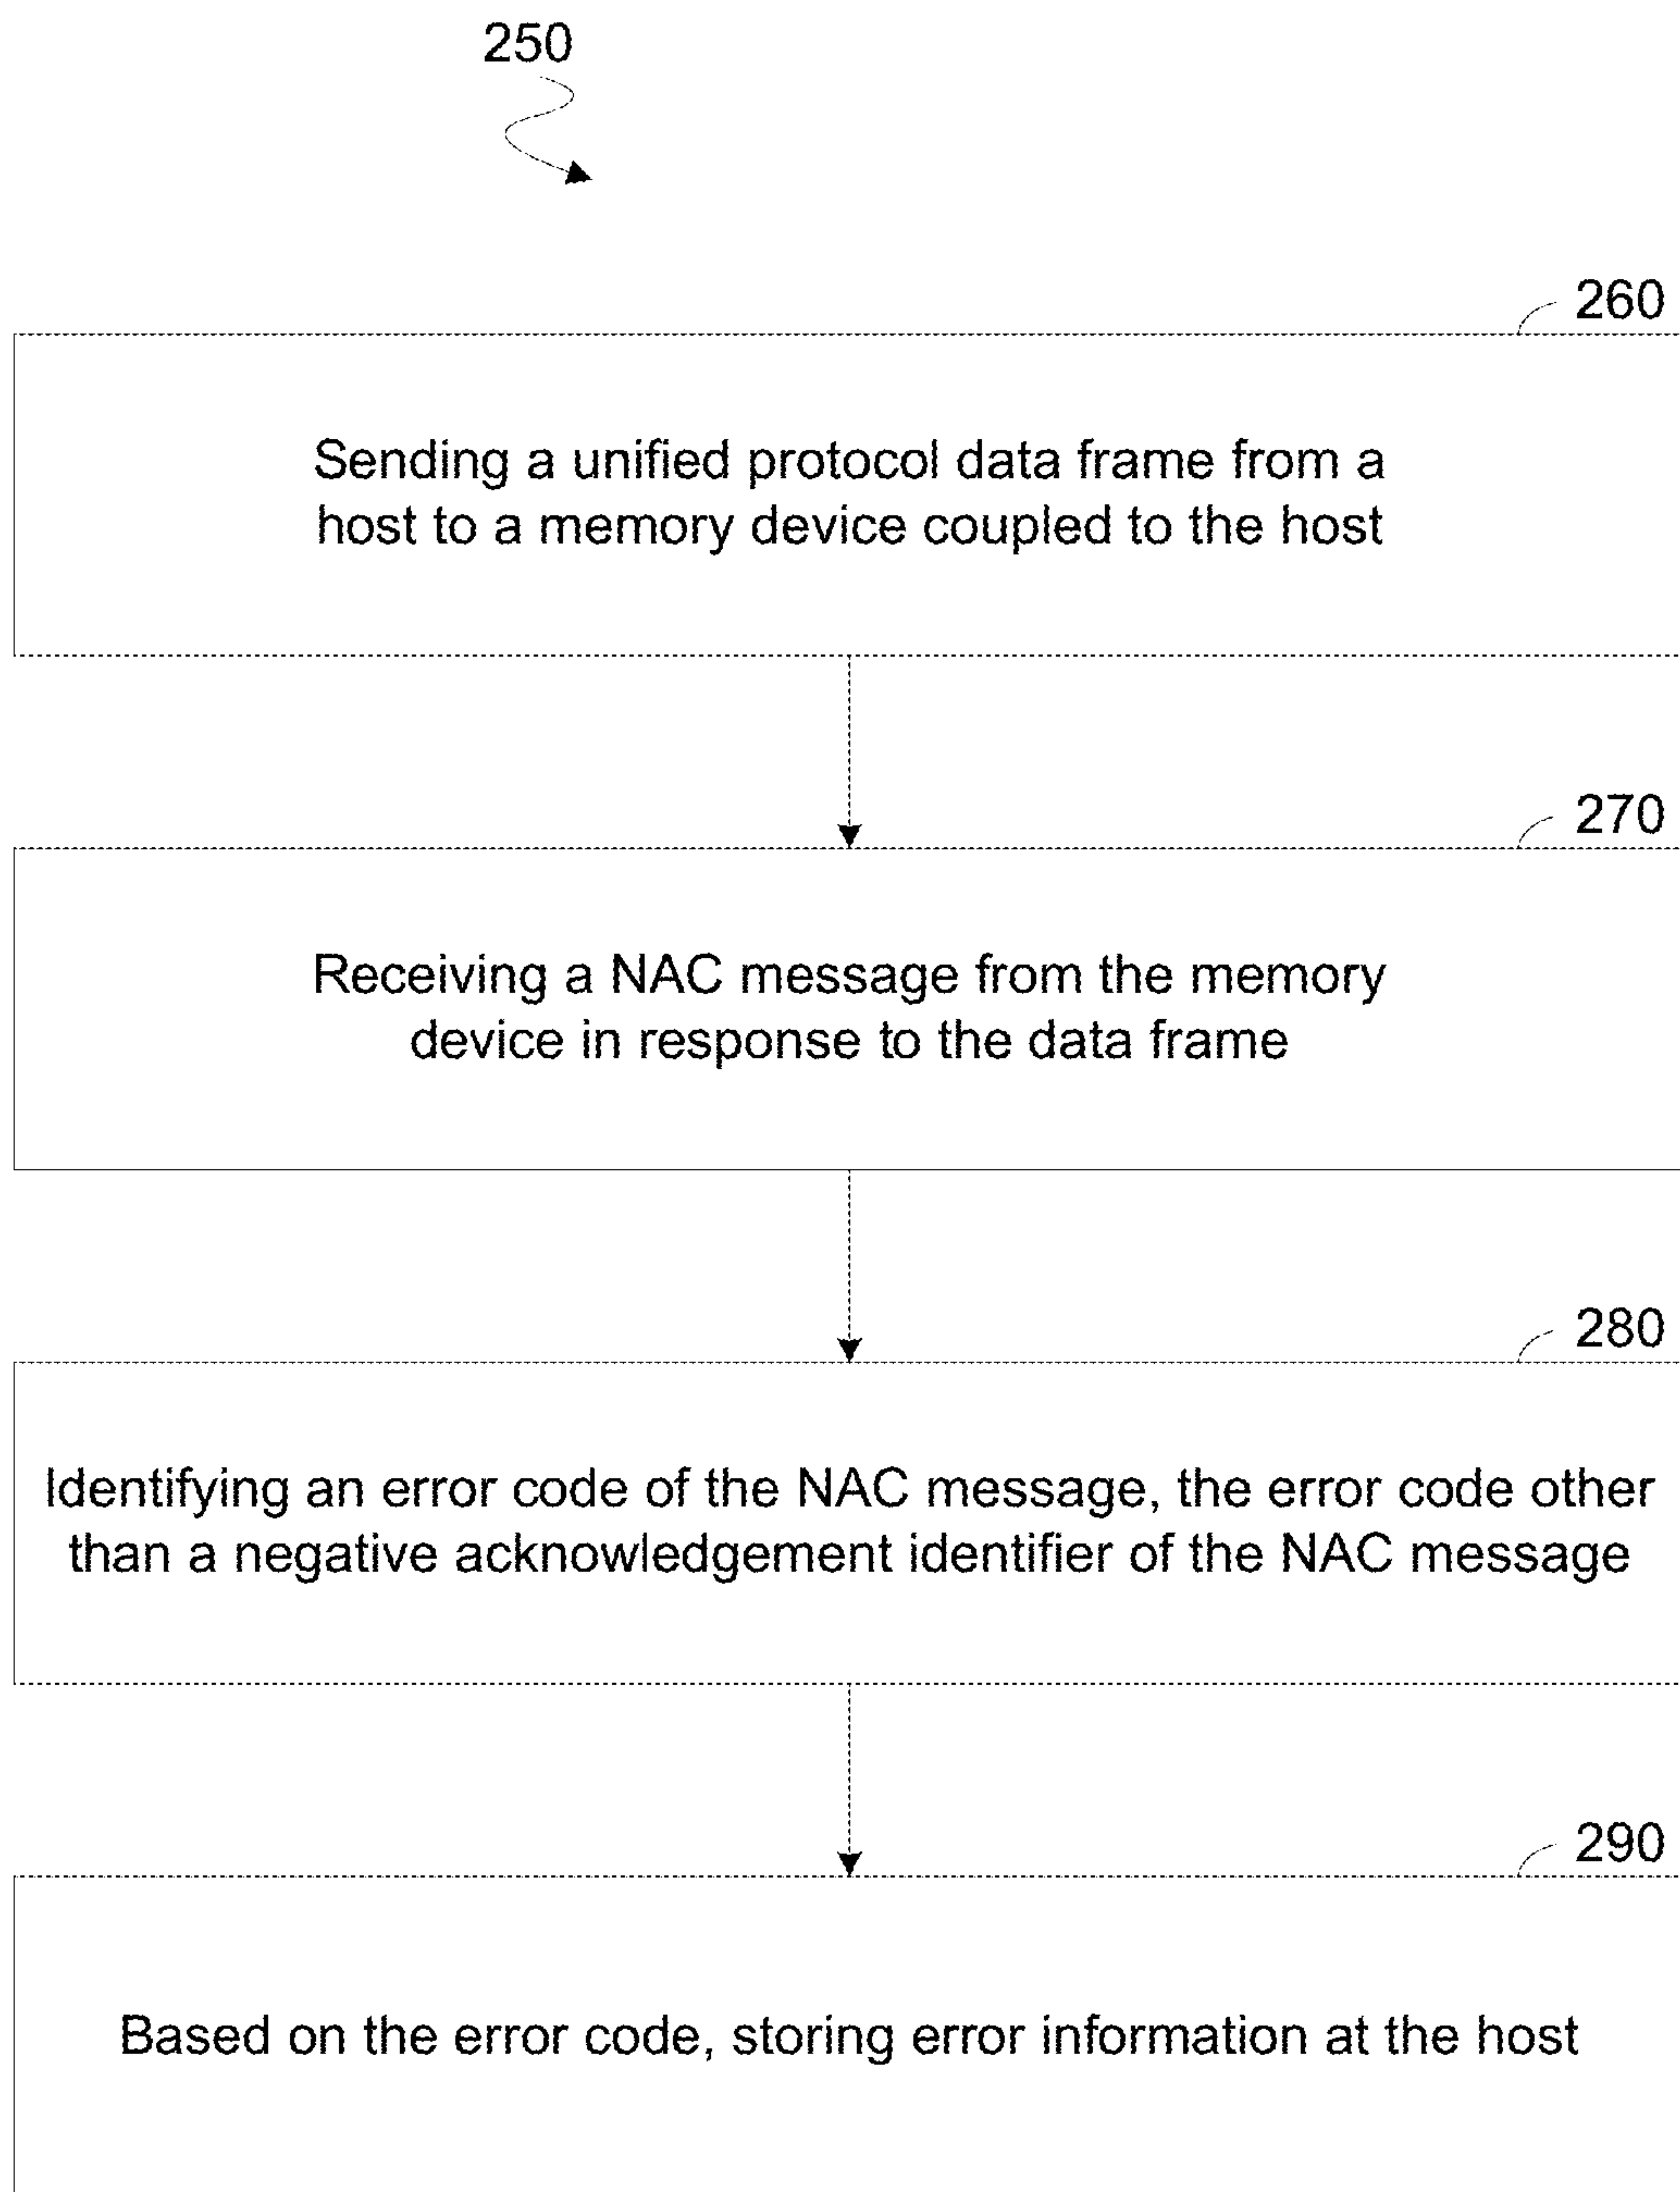 250
260
Sending a unified protocol data frame from a
host to a memory device coupled to the host
270
Receiving a NAC message from the memory
device in response to the data frame
280
Identifying an error code of the NAC message, the error code other
than a negative acknowledgement identifier of the NAC message
290
Based on the error code, storing error information at the host